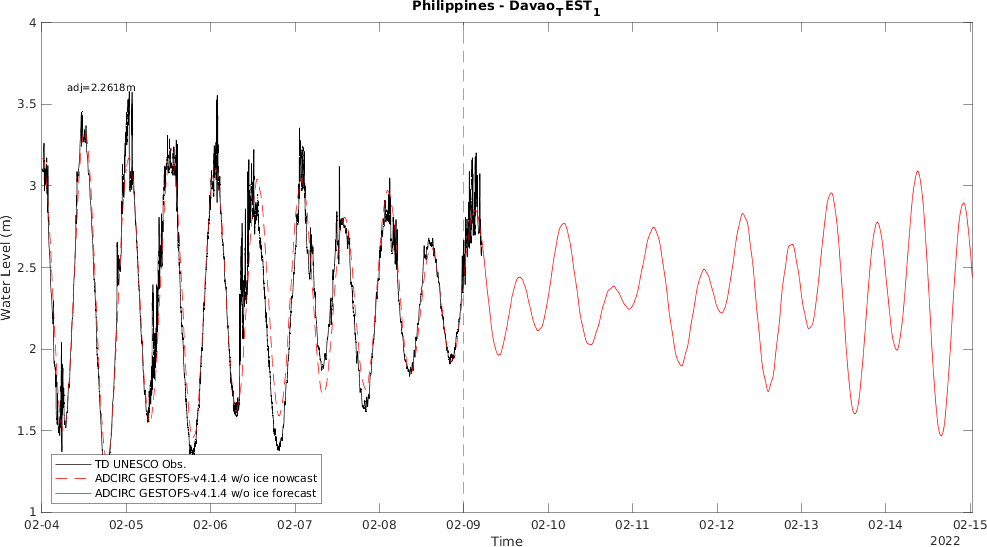 Philippines - Davao_TEST_1
4
3.5
3
2.5
2
1.5
1
Water Level (m)
adj=2.2618m
TD UNESCO Obs.
ADCIRC GESTOFS-v4.1.4 w/o ice nowcast
ADCIRC GESTOFS-v4.1.4 w/o ice forecast
02-04 02-05 02-06 02-07 02-08 02-09 02-10 02-11 02-12 02-13 02-14 02-15
Time
2022